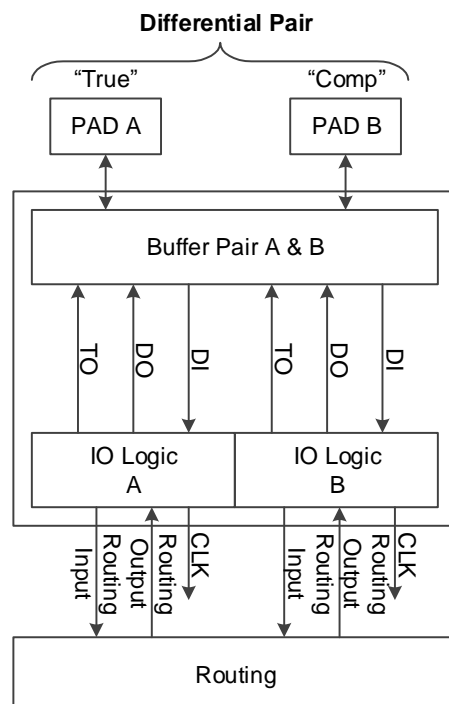 Differential Pair
“True”
“Comp”
PAD A
PAD B
Buffer Pair A & B
TO
DO
DI
TO
DO
DI
IO Logic
A
IO Logic
B
Routing
Input
Routing
Output
CLK
Routing
Input
Routing
Output
CLK
Routing